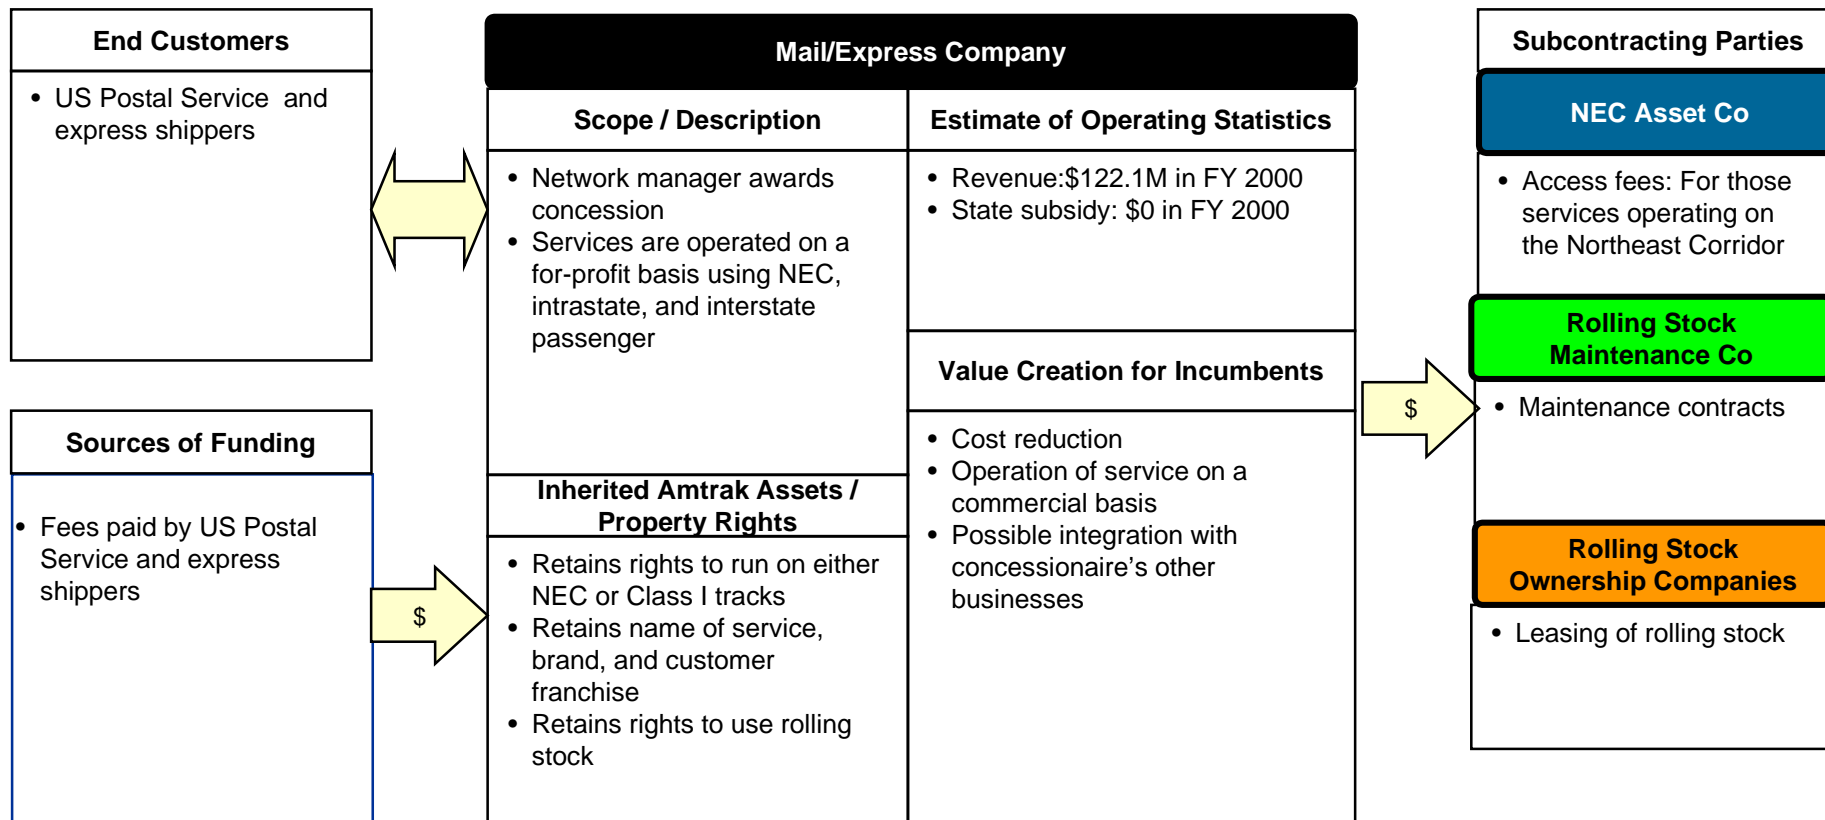 End Customers
• US Postal Service and
express shippers
Sources of Funding
• Fees paid by US Postal
Service and express
shippers
$
Mail/Express Company
Scope / Description
• Network manager awards
concession
• Services are operated on a
for-profit basis using NEC,
intrastate, and interstate
passenger
Inherited Amtrak Assets /
Property Rights
• Retains rights to run on either
NEC or Class I tracks
• Retains name of service,
brand, and customer
franchise
• Retains rights to use rolling
stock
Estimate of Operating Statistics
• Revenue:$122.1M in FY 2000
• State subsidy: $0 in FY 2000
Value Creation for Incumbents
• Cost reduction
• Operation of service on a
commercial basis
• Possible integration with
concessionaire’s other
businesses
$
Subcontracting Parties
NEC Asset Co
• Access fees: For those
services operating on
the Northeast Corridor
Rolling Stock
Maintenance Co
• Maintenance contracts
Rolling Stock
Ownership Companies
• Leasing of rolling stock